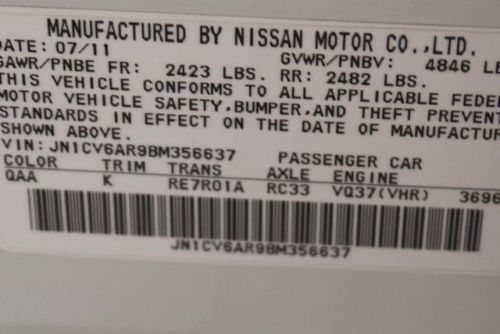 MANUFACTURED BY NISSAN MOTOR CO.,LTD.
DATE: 07/11 GVWR/PNBV: 4846 LB
GAWR/PNBE FR: 2423 LBS. RR: 2482 LBS.
THIS VEHICLE CONFORMS TO ALL APPLICABLE FEDER
MOTOR VEHICLE SAFETY,BUMPER,AND THEFT PREVENT
STANDARDS IN EFFECT ON THE DATE OF MANUFACTUR
SHOWN ABOVE.
VIN: JN1CV6AR9BM356637 PASSENGER CAR
COLOR TRIM TRANS AXLE ENGINE
QAA K RE7R01A RC33 VQ37(VHR) 3696
JN1CV6AR9BM356637